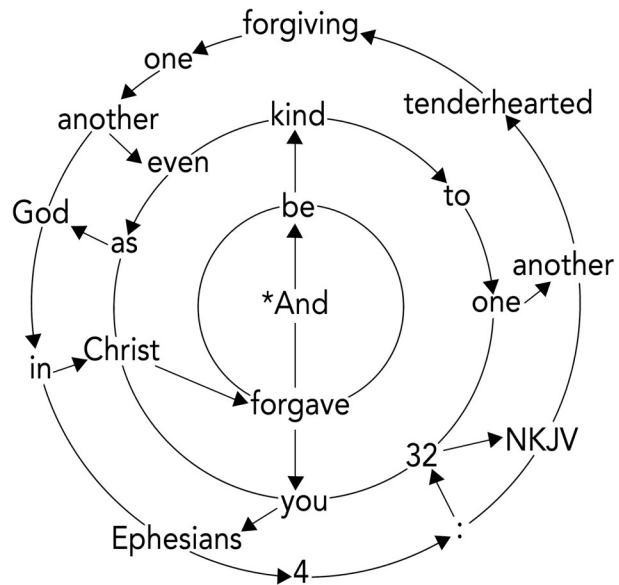 *And
be
kind
to
one
another
tenderhearted
forgiving
one
another
even
as
God
in
Christ
forgave
you
Ephesians
4
:
32
NKJV